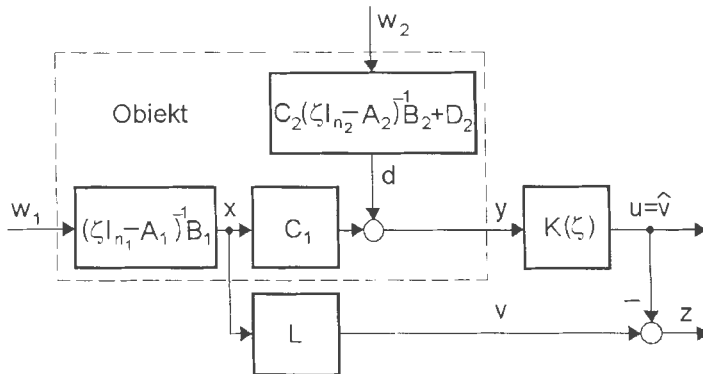 w₂
Obiekt
C₂(ζIₙ₂−A₂)⁻¹B₂+D₂
d
w₁
(ζIₙ₁−A₁)⁻¹B₁
x
C₁
y
K(ζ)
u=v̂
L
v
−
z